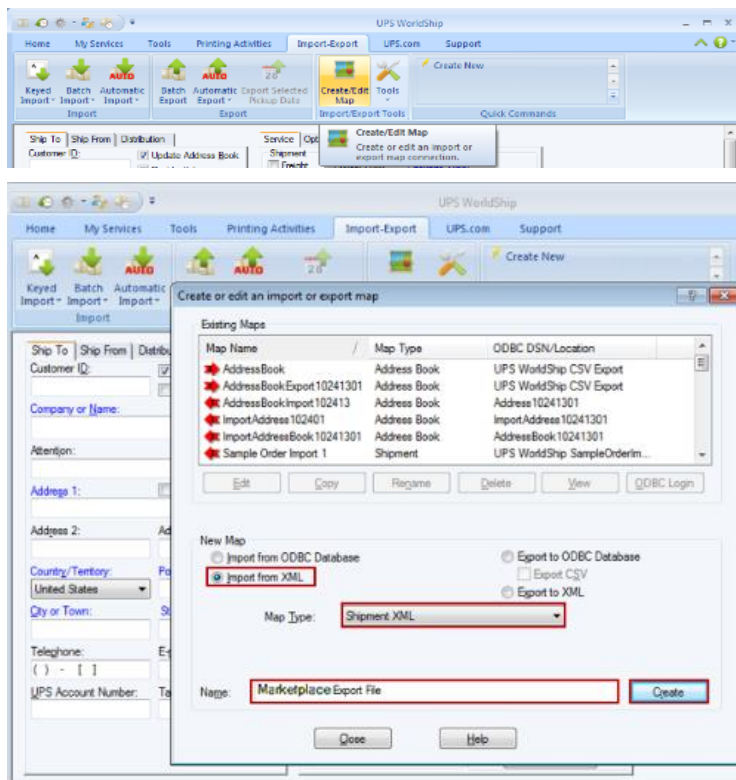 UPS WorldShip
Home My Services Tools Printing Activities Import-Export UPS.com Support
Keyed Import Batch Import Automatic Import Batch Export Automatic Export Export Selected Pickup Date Create/Edit Map Tools Create New
AUTO AUTO
Import Export Import/Export Tools Quick Commands
Ship To Ship From Distribution Service
Create/Edit Map
Customer ID: Update Address Book Shipment
Create or edit an import or
Freight export map connection.
UPS WorldShip
Home My Services Tools Printing Activities Import-Export UPS.com Support
Create New
AUTO AUTO
Keyed Import Batch Import Automatic Import
Import
Create or edit an import or export map
Existing Maps
Ship To Ship From
Map Name Map Type ODBC DSN/Location
Customer ID:
AddressBook Address Book UPS WorldShip CSV Export
AddressBookExport10241301 Address Book UPS WorldShip CSV Export
AddressBookImport102413 Address Book Address10241301
Company or Name:
ImportAddress102401 Address Book ImportAddress102401
ImportAddressBook10241301 Address Book AddressBook10241301
Sample Order Import 1 Shipment UPS WorldShip SampleOrderIm...
Attention:
Edit Copy Rename Delete View ODBC Login
Address 1:
Address 2:
New Map
Import from ODBC Database Export to ODBC Database
Import from XML Export CSV
Export to XML
Country/Territory:
United States
City or Town:
Map Type: Shipment XML
Telephone:
( ) - [ ]
UPS Account Number:
Name: Marketplace Export File Create
Close Help